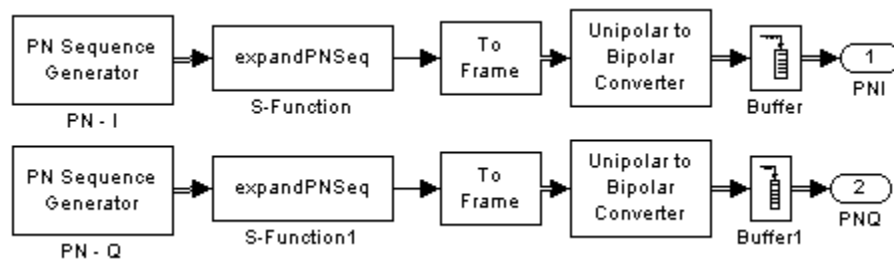 PN Sequence
Generator
PN - I
expandPNSeq
S-Function
To
Frame
Unipolar to
Bipolar
Converter
Buffer
1
PNI
PN Sequence
Generator
PN - Q
expandPNSeq
S-Function1
To
Frame
Unipolar to
Bipolar
Converter
Buffer1
2
PNQ